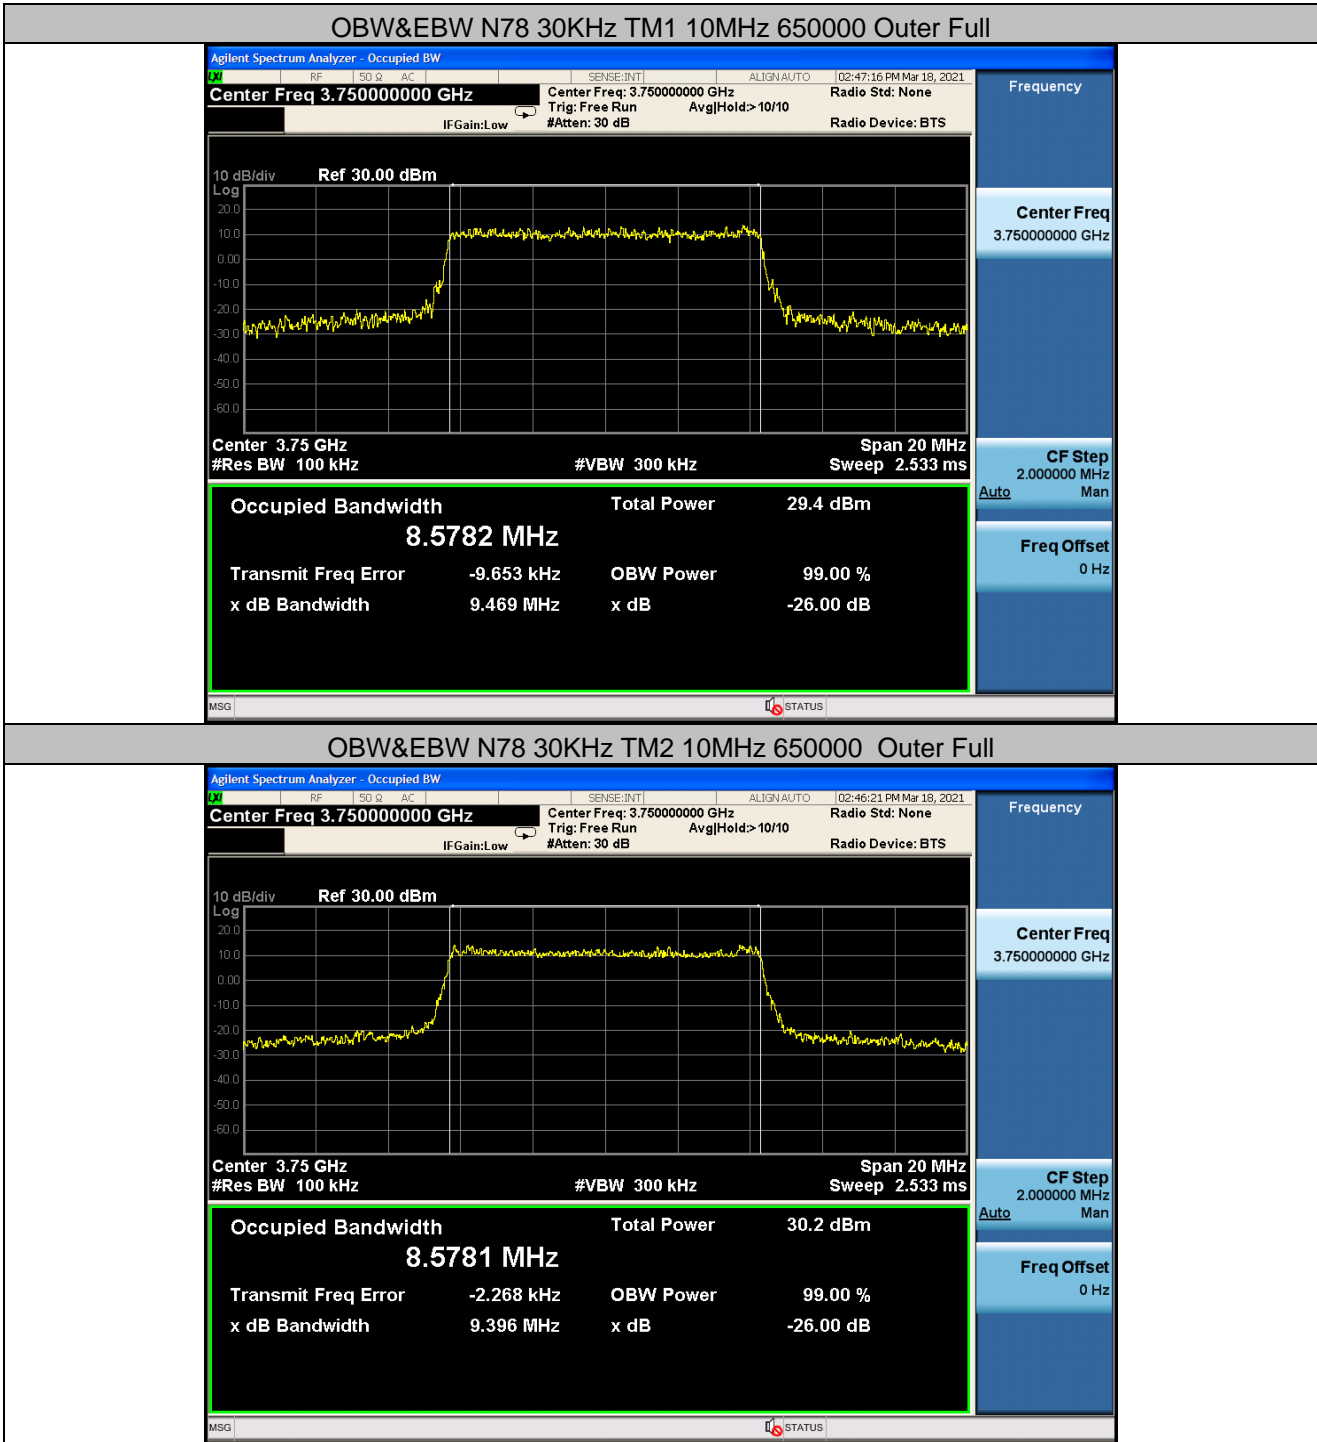 OBW&EBW N78 30KHz TM1 10MHz 650000 Outer Full
Agilent Spectrum Analyzer - Occupied BW
LXI RF 50 Ω AC SENSE:INT ALIGN AUTO 02:47:16 PM Mar 18, 2021
Center Freq 3.750000000 GHz
Center Freq: 3.750000000 GHz
Radio Std: None
Trig: Free Run Avg|Hold:>10/10
IFGain:Low
#Atten: 30 dB
Radio Device: BTS
Frequency
10 dB/div Ref 30.00 dBm
Log
20.0
10.0
0.00
-10.0
-20.0
-30.0
-40.0
-50.0
-60.0
Center 3.75 GHz Span 20 MHz
#Res BW 100 kHz #VBW 300 kHz Sweep 2.533 ms
Center Freq
3.750000000 GHz
CF Step
2.000000 MHz
Auto Man
Freq Offset
0 Hz
Occupied Bandwidth Total Power 29.4 dBm
8.5782 MHz
Transmit Freq Error -9.653 kHz OBW Power 99.00 %
x dB Bandwidth 9.469 MHz x dB -26.00 dB
MSG STATUS
OBW&EBW N78 30KHz TM2 10MHz 650000 Outer Full
Agilent Spectrum Analyzer - Occupied BW
LXI RF 50 Ω AC SENSE:INT ALIGN AUTO 02:46:21 PM Mar 18, 2021
Center Freq 3.750000000 GHz
Center Freq: 3.750000000 GHz
Radio Std: None
Trig: Free Run Avg|Hold:>10/10
IFGain:Low
#Atten: 30 dB
Radio Device: BTS
Frequency
10 dB/div Ref 30.00 dBm
Log
20.0
10.0
0.00
-10.0
-20.0
-30.0
-40.0
-50.0
-60.0
Center 3.75 GHz Span 20 MHz
#Res BW 100 kHz #VBW 300 kHz Sweep 2.533 ms
Center Freq
3.750000000 GHz
CF Step
2.000000 MHz
Auto Man
Freq Offset
0 Hz
Occupied Bandwidth Total Power 30.2 dBm
8.5781 MHz
Transmit Freq Error -2.268 kHz OBW Power 99.00 %
x dB Bandwidth 9.396 MHz x dB -26.00 dB
MSG STATUS